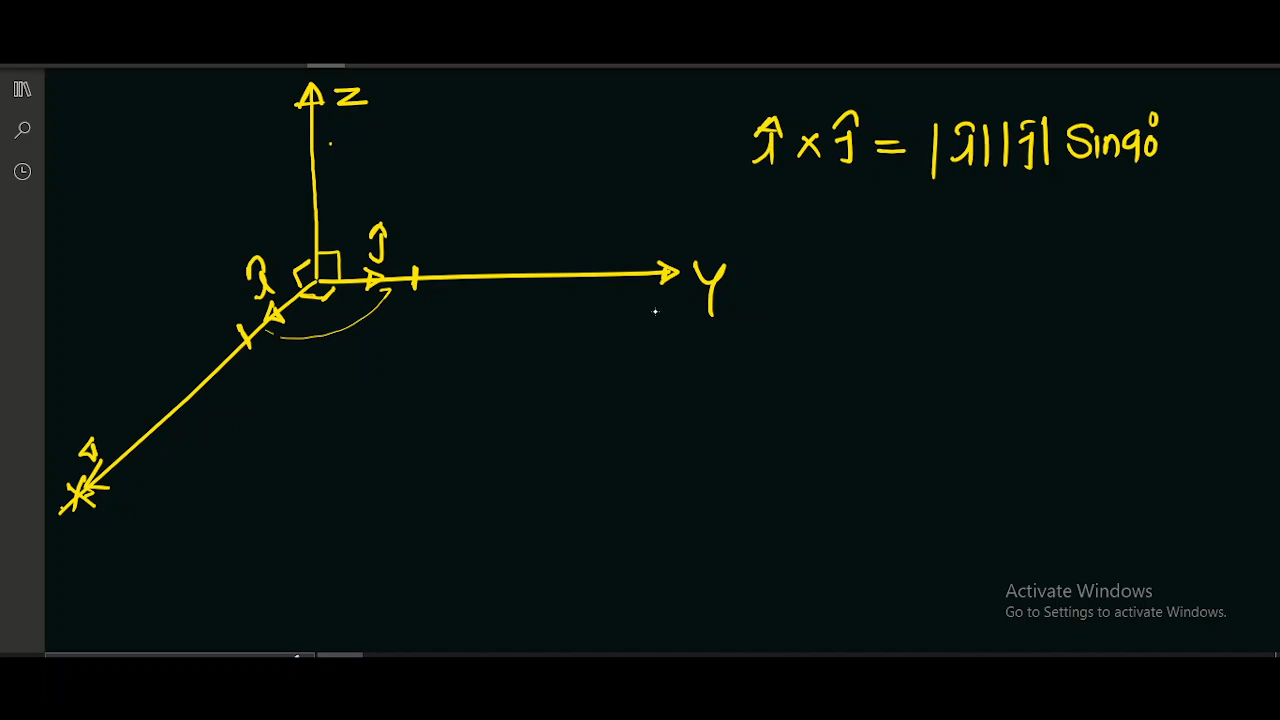 Z
î × ĵ = |î||ĵ| Sin90°
ĵ
î
Y
X
Activate Windows
Go to Settings to activate Windows.